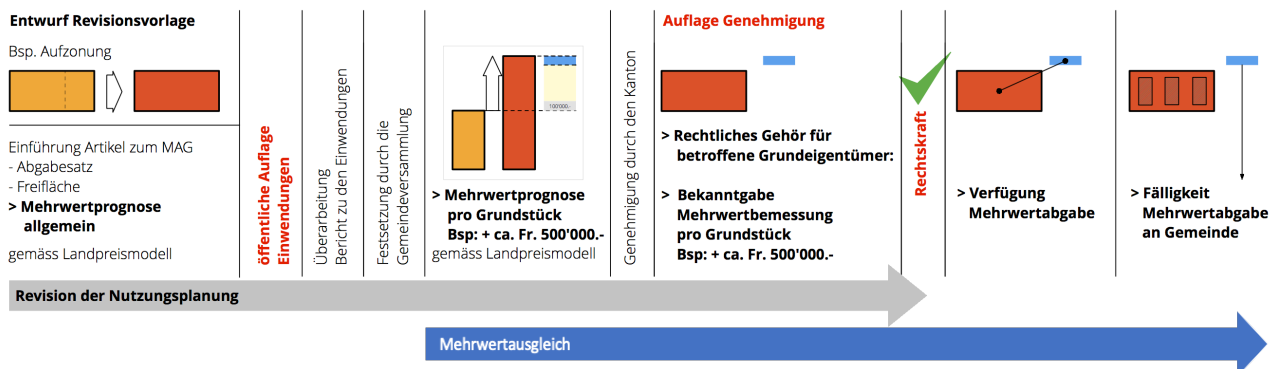 Entwurf Revisionsvorlage
Bsp. Aufzonung
Einführung Artikel zum MAG
- Abgabesatz
- Freifläche
> Mehrwertprognose
allgemein
gemäss Landpreismodell
öffentliche Auflage
Einwendungen
Überarbeitung
Bericht zu den Einwendungen
Festsetzung durch die
Gemeindeversammlung
100'000.-
> Mehrwertprognose
pro Grundstück
Bsp: + ca. Fr. 500'000.-
gemäss Landpreismodell
Genehmigung durch den Kanton
Auflage Genehmigung
> Rechtliches Gehör für
betroffene Grundeigentümer:
> Bekanntgabe
Mehrwertbemessung
pro Grundstück
Bsp: + ca. Fr. 500'000.-
Rechtskraft
> Verfügung
Mehrwertabgabe
> Fälligkeit
Mehrwertabgabe
an Gemeinde
Revision der Nutzungsplanung
Mehrwertausgleich